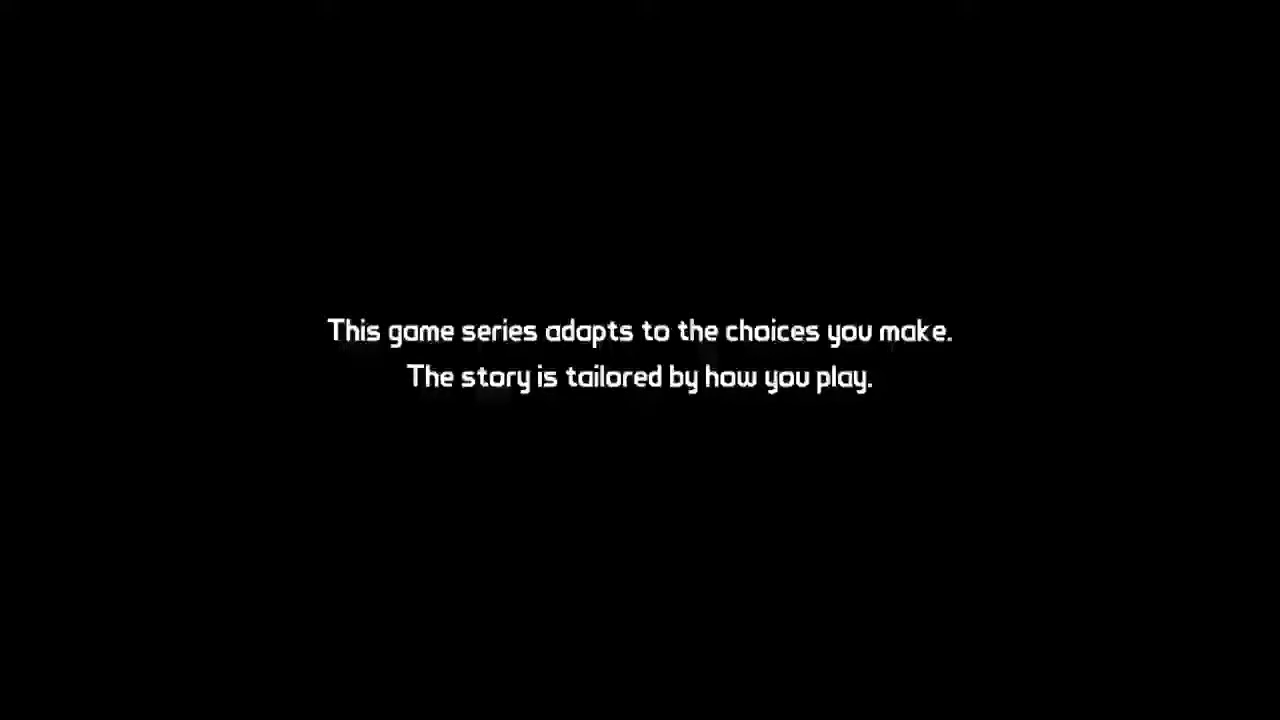 This game series adapts to the choices you make.
The story is tailored by how you play.